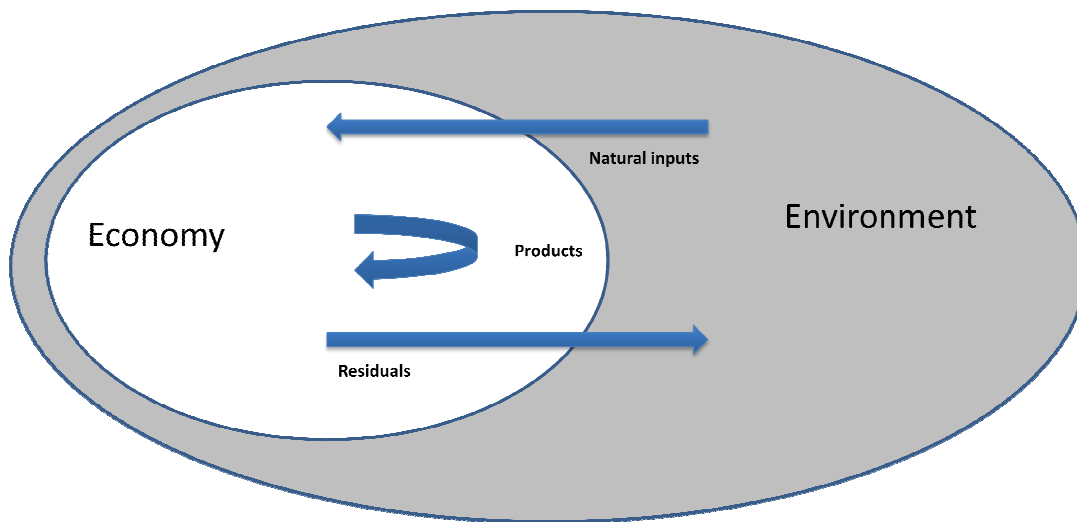 Natural inputs
Environment
Economy
Products
Residuals